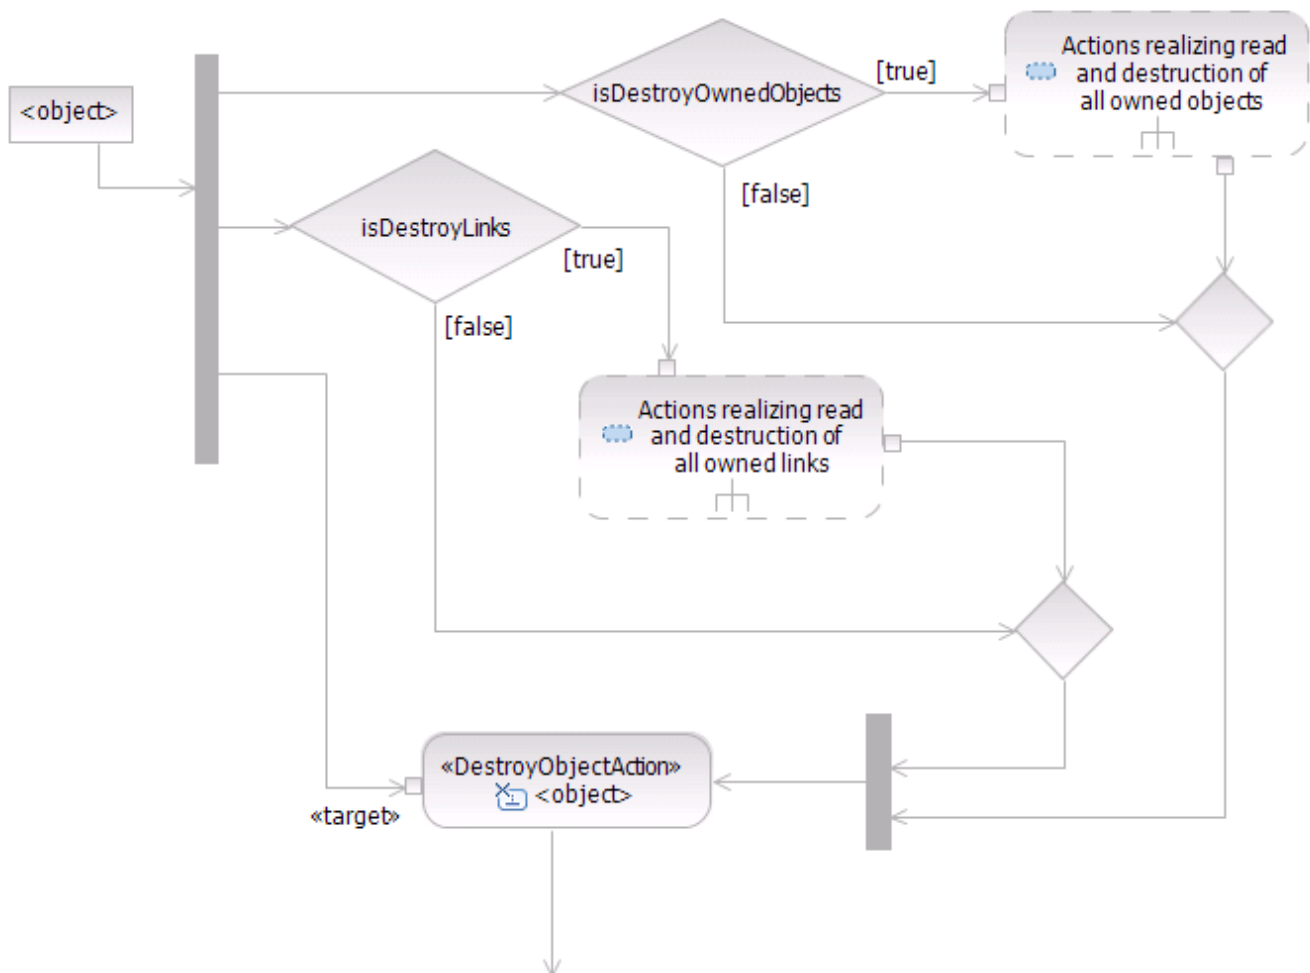 Actions realizing read
and destruction of
all owned objects
[true]
isDestroyOwnedObjects
<object>
[false]
isDestroyLinks
[true]
[false]
Actions realizing read
and destruction of
all owned links
«DestroyObjectAction»
<object>
«target»